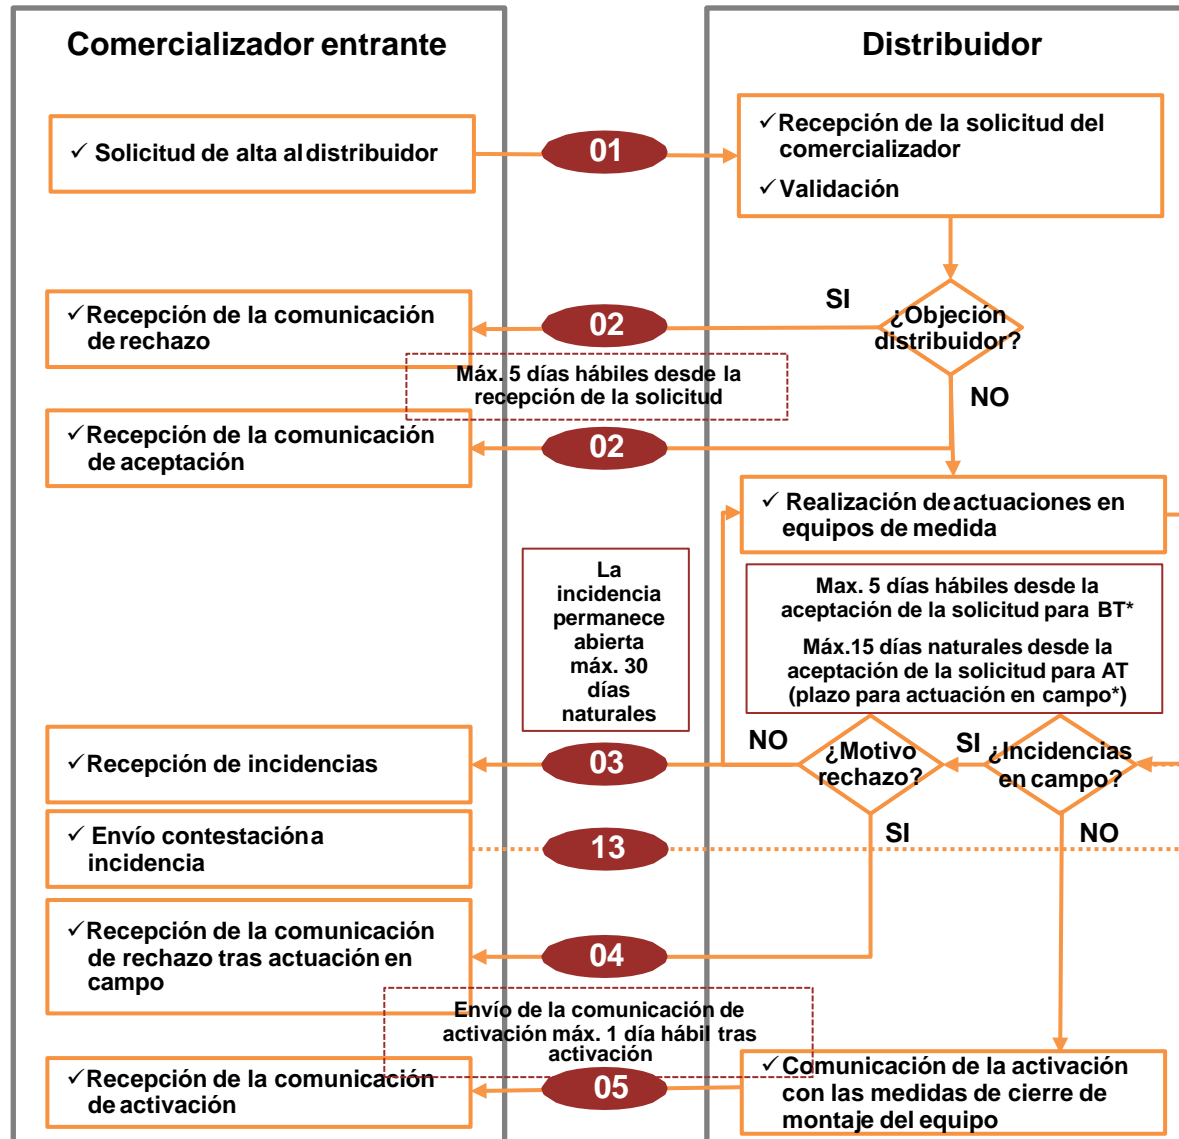 Comercializador entrante
Distribuidor
✓ Solicitud de alta al distribuidor
01
✓Recepción de la solicitud del
comercializador
✓Validación
SI
¿Objeción
distribuidor?
NO
✓Recepción de la comunicación
de rechazo
02
Máx. 5 días hábiles desde la
recepción de la solicitud
✓Recepción de la comunicación
de aceptación
02
✓ Realización de actuaciones en
equipos de medida
La
incidencia
permanece
abierta
máx. 30
días
naturales
Max. 5 días hábiles desde la
aceptación de la solicitud para BT*
Máx.15 días naturales desde la
aceptación de la solicitud para AT
(plazo para actuación en campo*)
✓Recepción de incidencias
03
NO
¿Motivo
rechazo?
SI
¿Incidencias
en campo?
SI
NO
✓ Envío contestación a
incidencia
13
✓Recepción de la comunicación
de rechazo tras actuación en
campo
04
Envío de la comunicación de
activación máx. 1 día hábil tras
activación
✓Recepción de la comunicación
de activación
05
✓Comunicación de la activación
con las medidas de cierre de
montaje del equipo